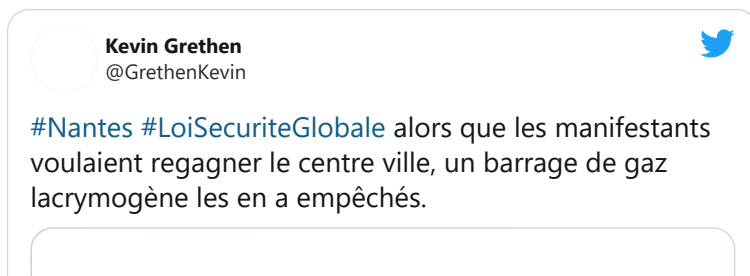 Kevin Grethen
@GrethenKevin
#Nantes #LoiSecuriteGlobale alors que les manifestants
voulaient regagner le centre ville, un barrage de gaz
lacrymogène les en a empêchés.